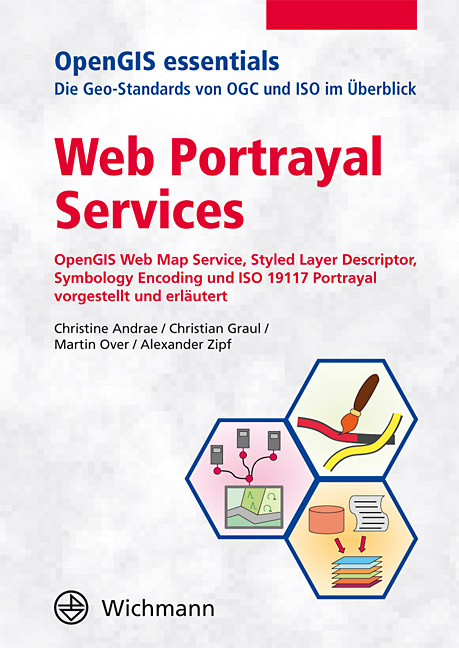 OpenGIS essentials
Die Geo-Standards von OGC und ISO im Überblick
Web Portrayal
Services
OpenGIS Web Map Service, Styled Layer Descriptor,
Symbology Encoding und ISO 19117 Portrayal
vorgestellt und erläutert
Christine Andrae / Christian Graul /
Martin Over / Alexander Zipf
Wichmann